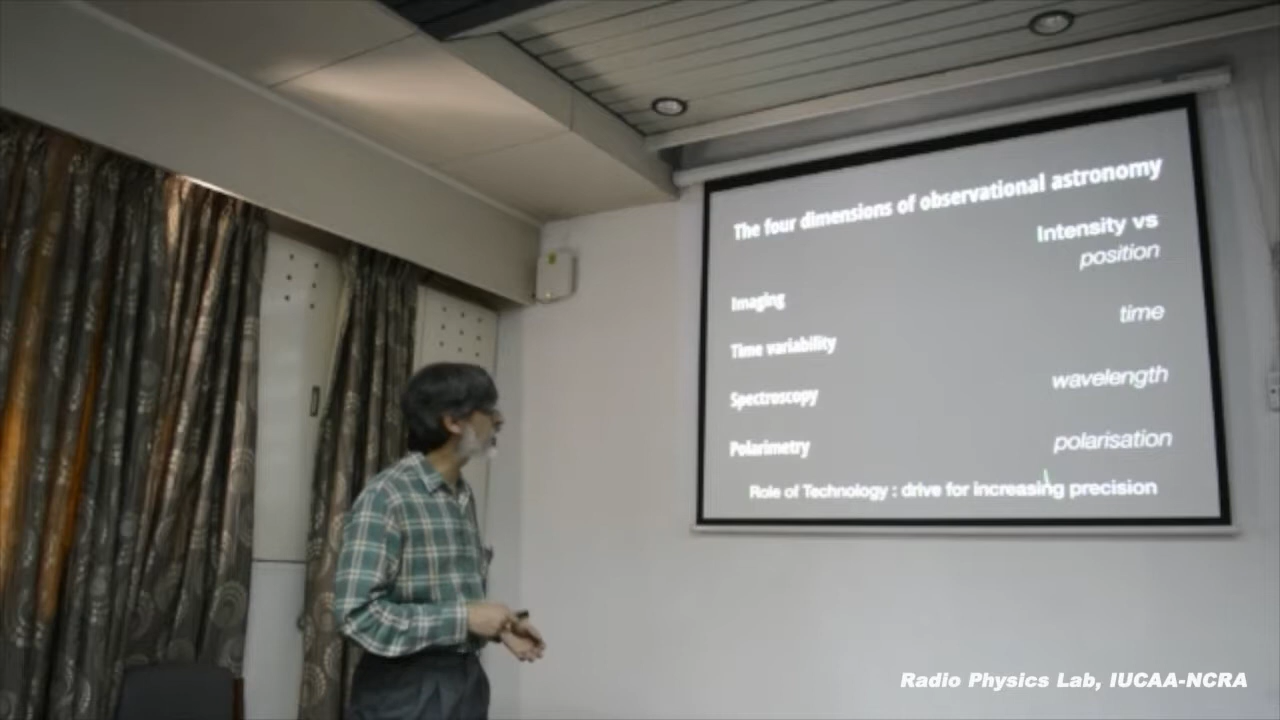 The four dimensions of observational astronomy
Intensity vs
position
Imaging
time
Time variability
wavelength
Spectroscopy
polarisation
Polarimetry
Role of Technology : drive for increasing precision
Radio Physics Lab, IUCAA-NCRA